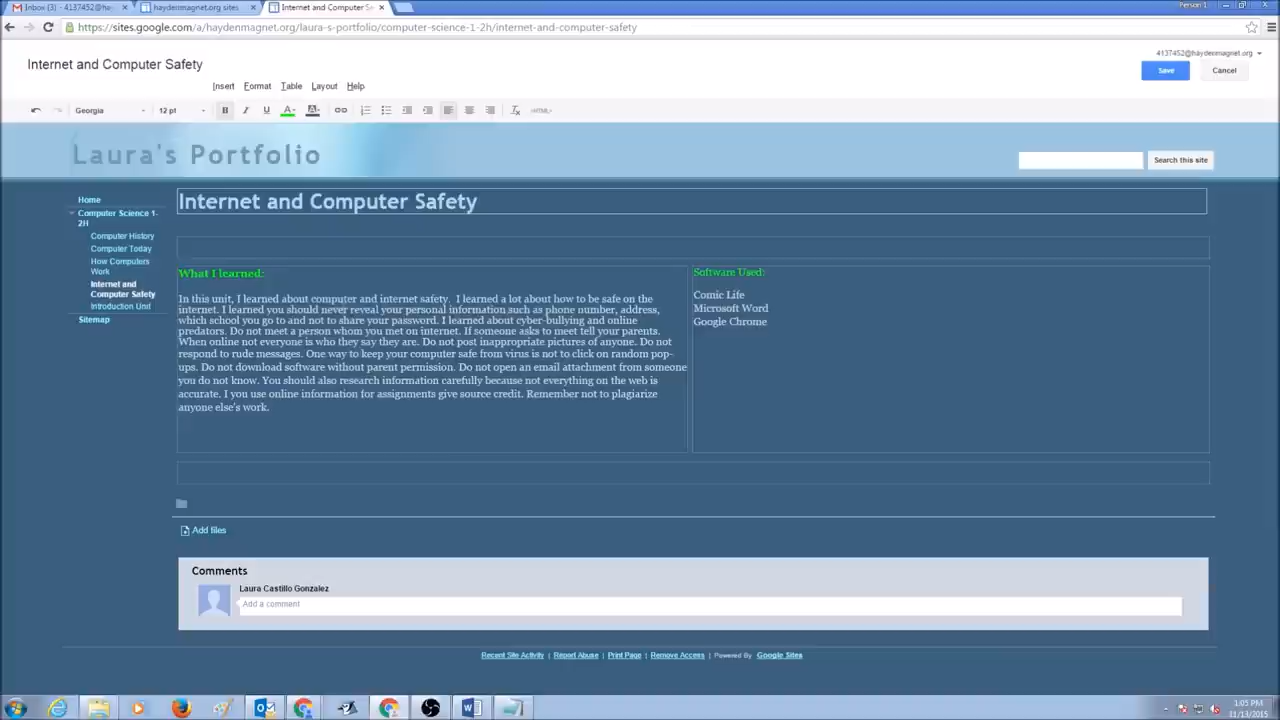 Inbox (3) - 4137452@ha
haydenmagnet.org sites
Internet and Computer Sa
Person 1
https://sites.google.com/a/haydenmagnet.org/laura-s-portfolio/computer-science-1-2h/internet-and-computer-safety
4137452@haydenmagnet.org
Internet and Computer Safety
Save
Cancel
Insert Format Table Layout Help
Georgia 12 pt B I U A A <HTML>
Laura's Portfolio
Search this site
Home
Computer Science 1-
2H
Computer History
Computer Today
How Computers
Work
Internet and
Computer Safety
Introduction Unit
Sitemap
Internet and Computer Safety
What I learned:
In this unit, I learned about computer and internet safety. I learned a lot about how to be safe on the
internet. I learned you should never reveal your personal information such as phone number, address,
which school you go to and not to share your password. I learned about cyber-bullying and online
predators. Do not meet a person whom you met on internet. If someone asks to meet tell your parents.
When online not everyone is who they say they are. Do not post inappropriate pictures of anyone. Do not
respond to rude messages. One way to keep your computer safe from virus is not to click on random pop-
ups. Do not download software without parent permission. Do not open an email attachment from someone
you do not know. You should also research information carefully because not everything on the web is
accurate. I you use online information for assignments give source credit. Remember not to plagiarize
anyone else's work.
Software Used:
Comic Life
Microsoft Word
Google Chrome
Add files
Comments
Laura Castillo Gonzalez
Add a comment
Recent Site Activity | Report Abuse | Print Page | Remove Access | Powered By Google Sites
1:05 PM
11/13/2015